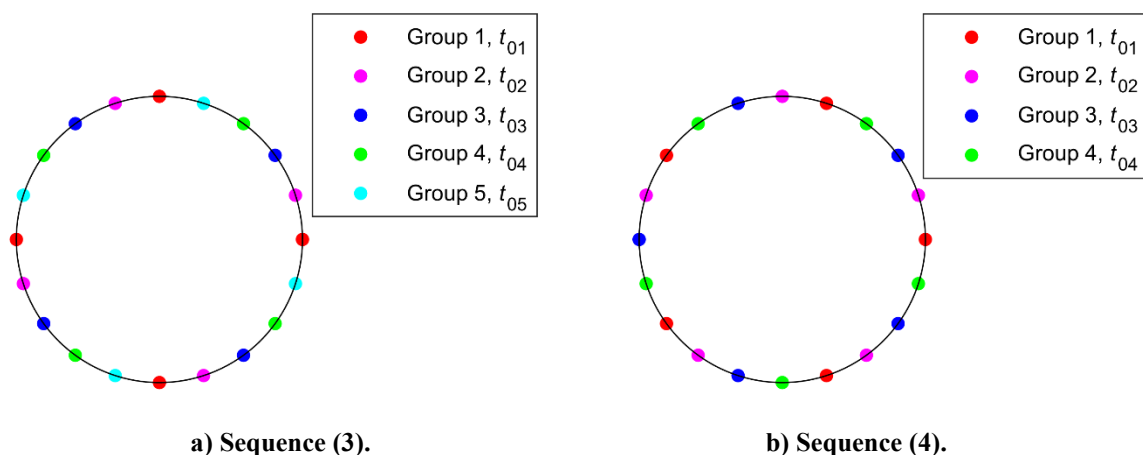 Group 1, t01
Group 2, t02
Group 3, t03
Group 4, t04
Group 5, t05
a) Sequence (3).
Group 1, t01
Group 2, t02
Group 3, t03
Group 4, t04
b) Sequence (4).